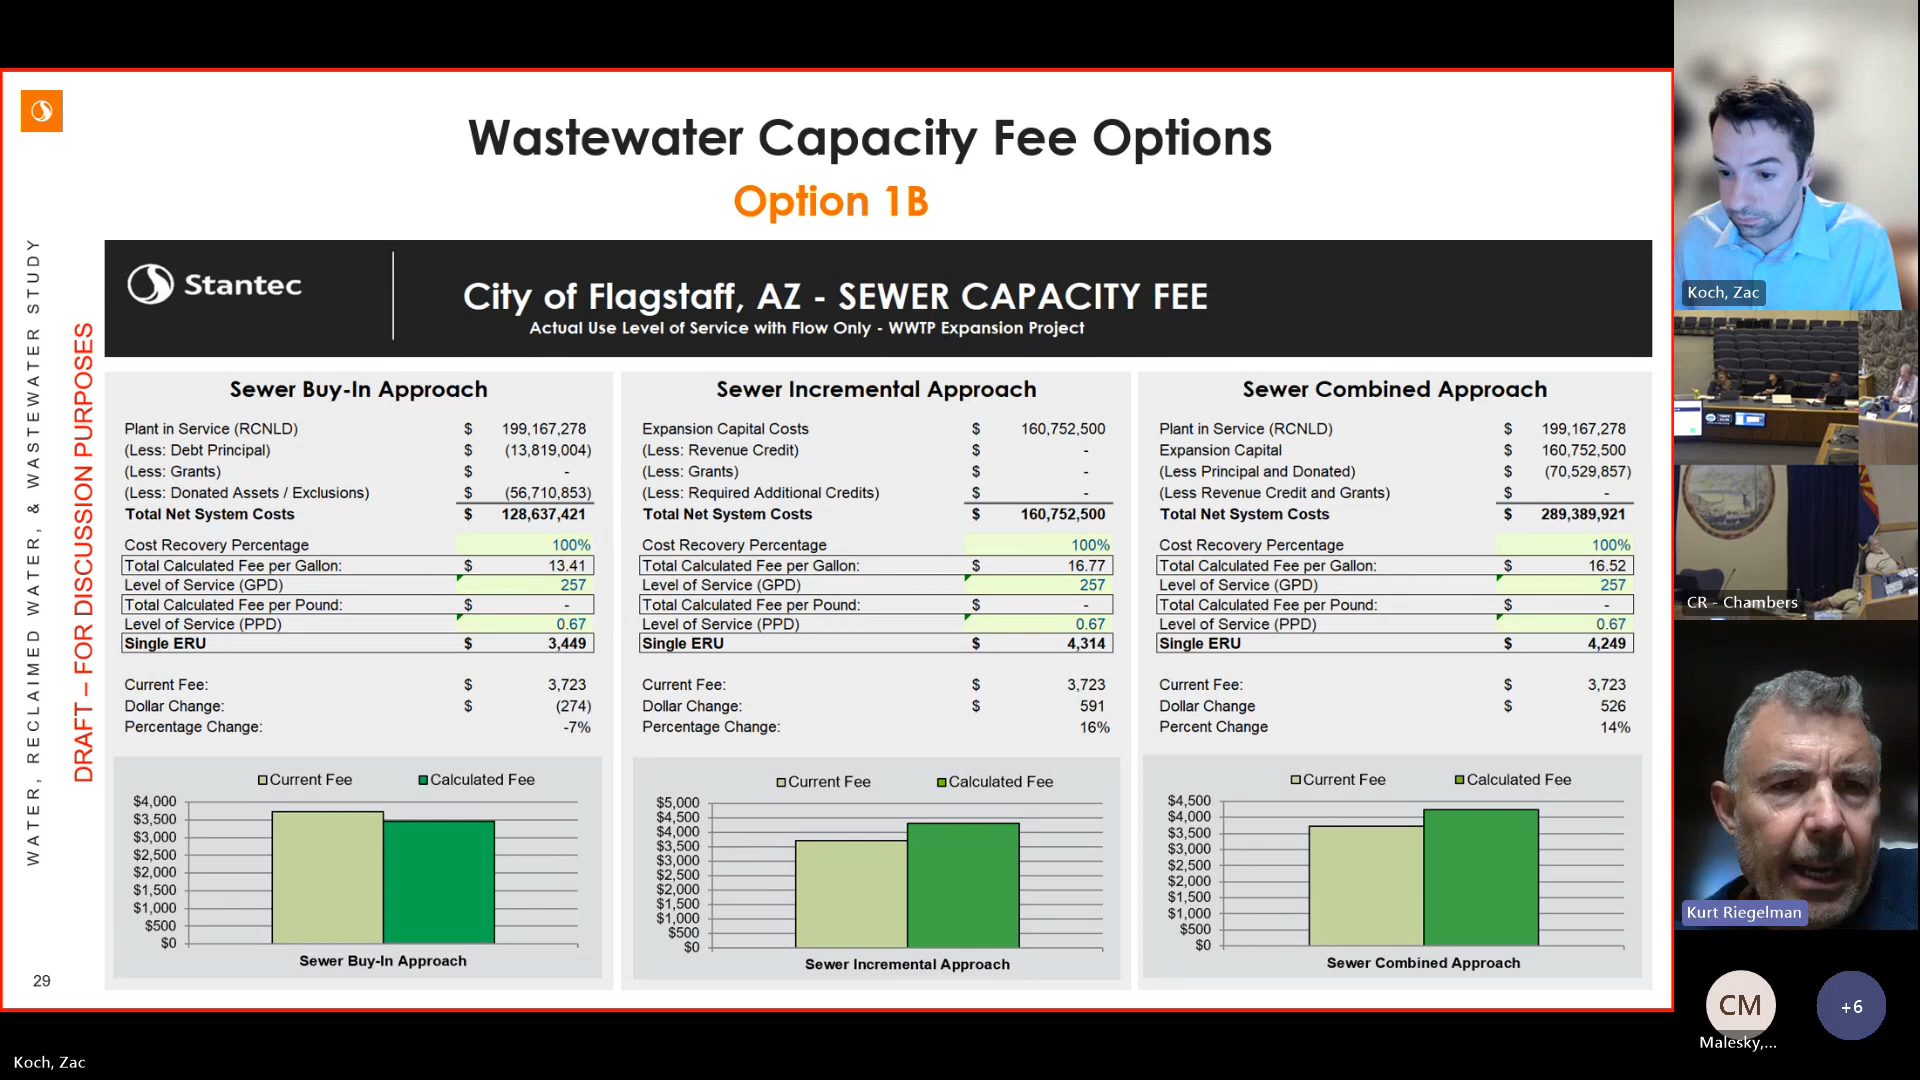 Wastewater Capacity Fee Options
Option 1B
WATER, RECLAIMED WATER, & WASTEWATER STUDY
DRAFT – FOR DISCUSSION PURPOSES
Stantec
City of Flagstaff, AZ - SEWER CAPACITY FEE
Actual Use Level of Service with Flow Only - WWTP Expansion Project
Sewer Buy-In Approach
Plant in Service (RCNLD) $ 199,167,278
(Less: Debt Principal) $ (13,819,004)
(Less: Grants) $ -
(Less: Donated Assets / Exclusions) $ (56,710,853)
Total Net System Costs $ 128,637,421
Cost Recovery Percentage 100%
Total Calculated Fee per Gallon: $ 13.41
Level of Service (GPD) 257
Total Calculated Fee per Pound: $ -
Level of Service (PPD) 0.67
Single ERU $ 3,449
Current Fee: $ 3,723
Dollar Change: $ (274)
Percentage Change: -7%
Current Fee Calculated Fee
$4,000
$3,500
$3,000
$2,500
$2,000
$1,500
$1,000
$500
$0
Sewer Buy-In Approach
Sewer Incremental Approach
Expansion Capital Costs $ 160,752,500
(Less: Revenue Credit) $ -
(Less: Grants) $ -
(Less: Required Additional Credits) $ -
Total Net System Costs $ 160,752,500
Cost Recovery Percentage 100%
Total Calculated Fee per Gallon: $ 16.77
Level of Service (GPD) 257
Total Calculated Fee per Pound: $ -
Level of Service (PPD) 0.67
Single ERU $ 4,314
Current Fee: $ 3,723
Dollar Change: $ 591
Percentage Change: 16%
Current Fee Calculated Fee
$5,000
$4,500
$4,000
$3,500
$3,000
$2,500
$2,000
$1,500
$1,000
$500
$0
Sewer Incremental Approach
Sewer Combined Approach
Plant in Service (RCNLD) $ 199,167,278
Expansion Capital $ 160,752,500
(Less Principal and Donated) $ (70,529,857)
(Less Revenue Credit and Grants) $ -
Total Net System Costs $ 289,389,921
Cost Recovery Percentage 100%
Total Calculated Fee per Gallon: $ 16.52
Level of Service (GPD) 257
Total Calculated Fee per Pound: $ -
Level of Service (PPD) 0.67
Single ERU $ 4,249
Current Fee: $ 3,723
Dollar Change $ 526
Percent Change 14%
Current Fee Calculated Fee
$4,500
$4,000
$3,500
$3,000
$2,500
$2,000
$1,500
$1,000
$500
$0
Sewer Combined Approach
29
Koch, Zac
Koch, Zac
CR - Chambers
Kurt Riegelman
CM
Malesky,...
+6